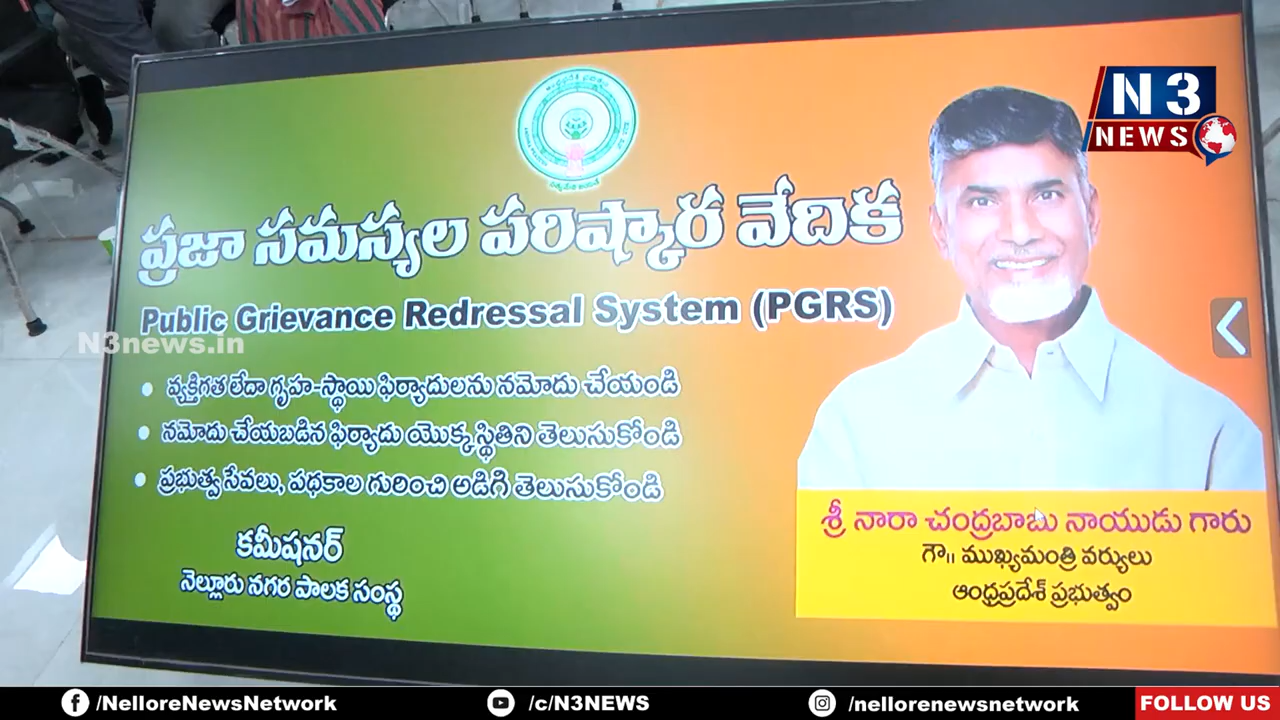 N3
NEWS
ప్రజా సమస్యల పరిష్కార వేదిక
Public Grievance Redressal System (PGRS)
N3news.in
వ్యక్తిగత లేదా గృహ-స్థాయి ఫిర్యాదులను నమోదు చేయండి
నమోదు చేయబడిన ఫిర్యాదు యొక్క స్థితిని తెలుసుకోండి
ప్రభుత్వ సేవలు, పథకాల గురించి అడిగి తెలుసుకోండి
కమీషనర్
నెల్లూరు నగర పాలక సంస్థ
శ్రీ నారా చంద్రబాబు నాయుడు గారు
గౌ॥ ముఖ్యమంత్రి వర్యులు
ఆంధ్రప్రదేశ్ ప్రభుత్వం
/NelloreNewsNetwork
/c/N3NEWS
/nellorenewsnetwork
FOLLOW US